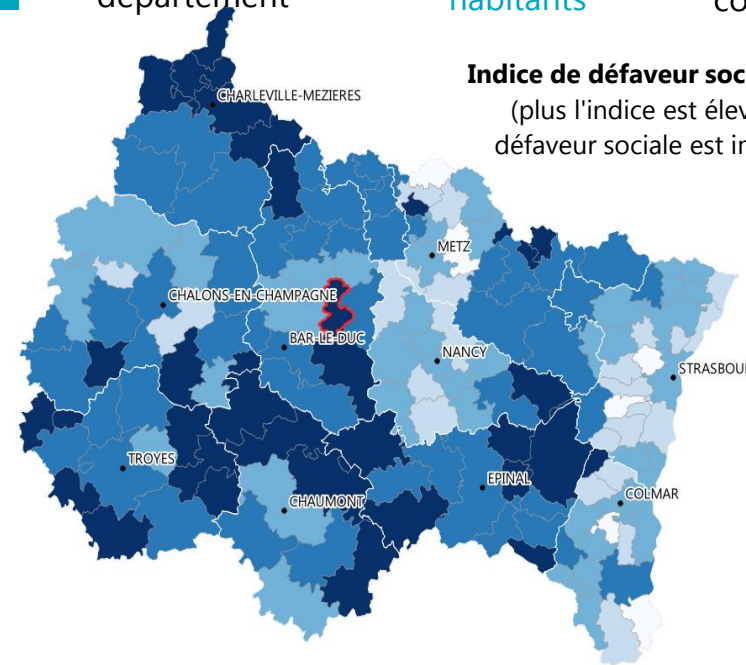 département
habitants
co
Indice de défaveur soc
(plus l'indice est élev
défaveur sociale est in
CHARLEVILLE-MEZIERES
METZ
CHALONS-EN-CHAMPAGNE
BAR-LE-DUC
NANCY
STRASBOU
TROYES
EPINAL
CHAUMONT
COLMAR